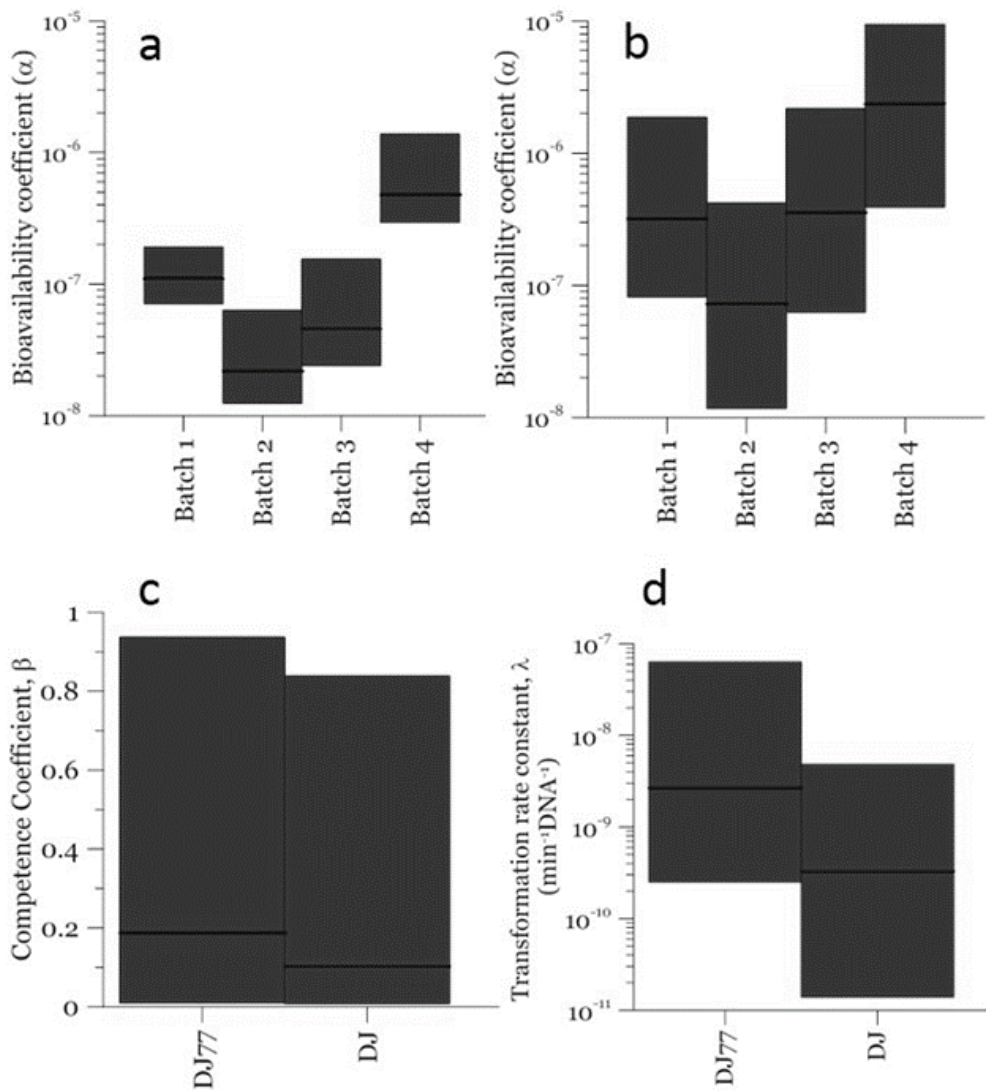 a
Bioavailability coefficient (α)
10⁻⁵
10⁻⁶
10⁻⁷
10⁻⁸
Batch 1
Batch 2
Batch 3
Batch 4
b
Bioavailability coefficient (α)
10⁻⁵
10⁻⁶
10⁻⁷
10⁻⁸
Batch 1
Batch 2
Batch 3
Batch 4
c
Competence Coefficient, β
1
0.8
0.6
0.4
0.2
0
DJ77
DJ
d
Transformation rate constant, λ
(min⁻¹DNA⁻¹)
10⁻⁷
10⁻⁸
10⁻⁹
10⁻¹⁰
10⁻¹¹
DJ77
DJ